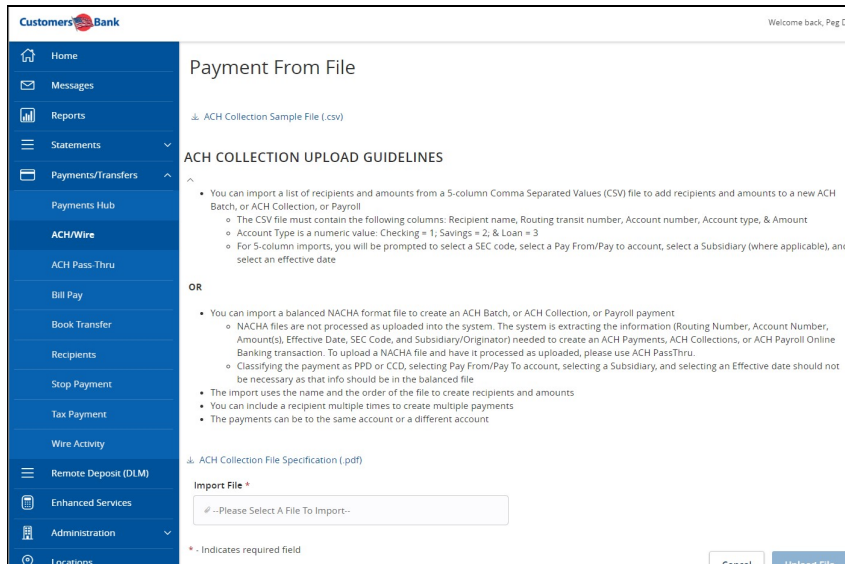 Customers Bank
Welcome back, Peg D
Home
Messages
Reports
Statements
Payments/Transfers
Payments Hub
ACH/Wire
ACH Pass-Thru
Bill Pay
Book Transfer
Recipients
Stop Payment
Tax Payment
Wire Activity
Remote Deposit (DLM)
Enhanced Services
Administration
Locations
Payment From File
ACH Collection Sample File (.csv)
ACH COLLECTION UPLOAD GUIDELINES
• You can import a list of recipients and amounts from a 5-column Comma Separated Values (CSV) file to add recipients and amounts to a new ACH
Batch, or ACH Collection, or Payroll
o The CSV file must contain the following columns: Recipient name, Routing transit number, Account number, Account type, & Amount
o Account Type is a numeric value: Checking = 1; Savings = 2; & Loan = 3
o For 5-column imports, you will be prompted to select a SEC code, select a Pay From/Pay to account, select a Subsidiary (where applicable), and
select an effective date
OR
• You can import a balanced NACHA format file to create an ACH Batch, or ACH Collection, or Payroll payment
o NACHA files are not processed as uploaded into the system. The system is extracting the information (Routing Number, Account Number,
Amount(s), Effective Date, SEC Code, and Subsidiary/Originator) needed to create an ACH Payments, ACH Collections, or ACH Payroll Online
Banking transaction. To upload a NACHA file and have it processed as uploaded, please use ACH PassThru.
o Classifying the payment as PPD or CCD, selecting Pay From/Pay To account, selecting a Subsidiary, and selecting an Effective date should not
be necessary as that info should be in the balanced file
• The import uses the name and the order of the file to create recipients and amounts
• You can include a recipient multiple times to create multiple payments
• The payments can be to the same account or a different account
ACH Collection File Specification (.pdf)
Import File *
--Please Select A File To Import--
* - Indicates required field
Cancel
Upload File